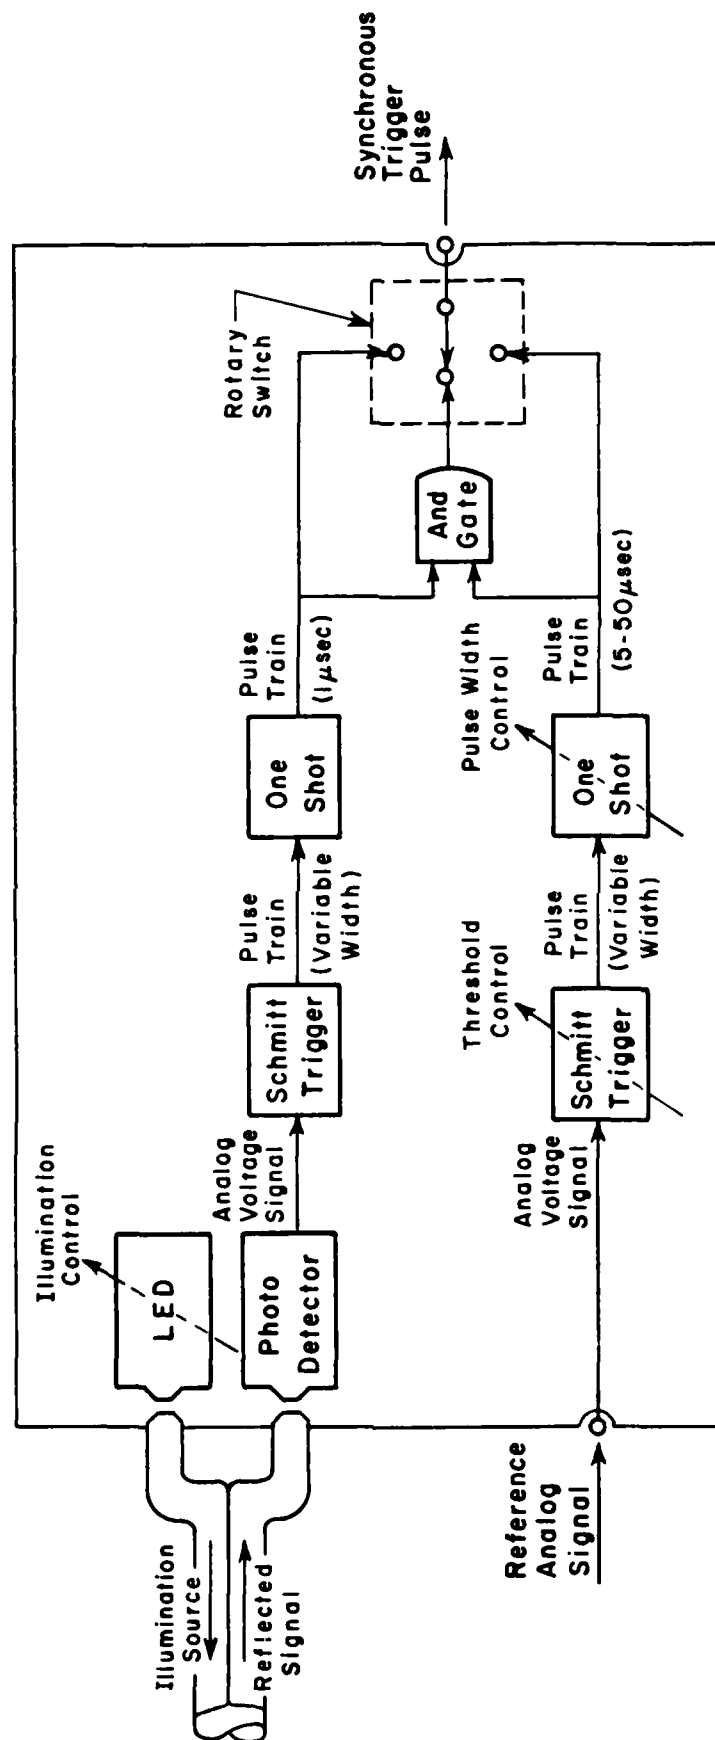 Illumination
Control
LED
Photo
Detector
Illumination
Source
Reflected
Signal
Analog
Voltage
Signal
Schmitt
Trigger
Pulse
Train
(Variable
Width)
One
Shot
Pulse
Train
(1μsec)
Rotary
Switch
And
Gate
Synchronous
Trigger
Pulse
Reference
Analog
Signal
Analog
Voltage
Signal
Threshold
Control
Schmitt
Trigger
Pulse
Train
(Variable
Width)
Pulse Width
Control
One
Shot
Pulse
Train
(5-50μsec)